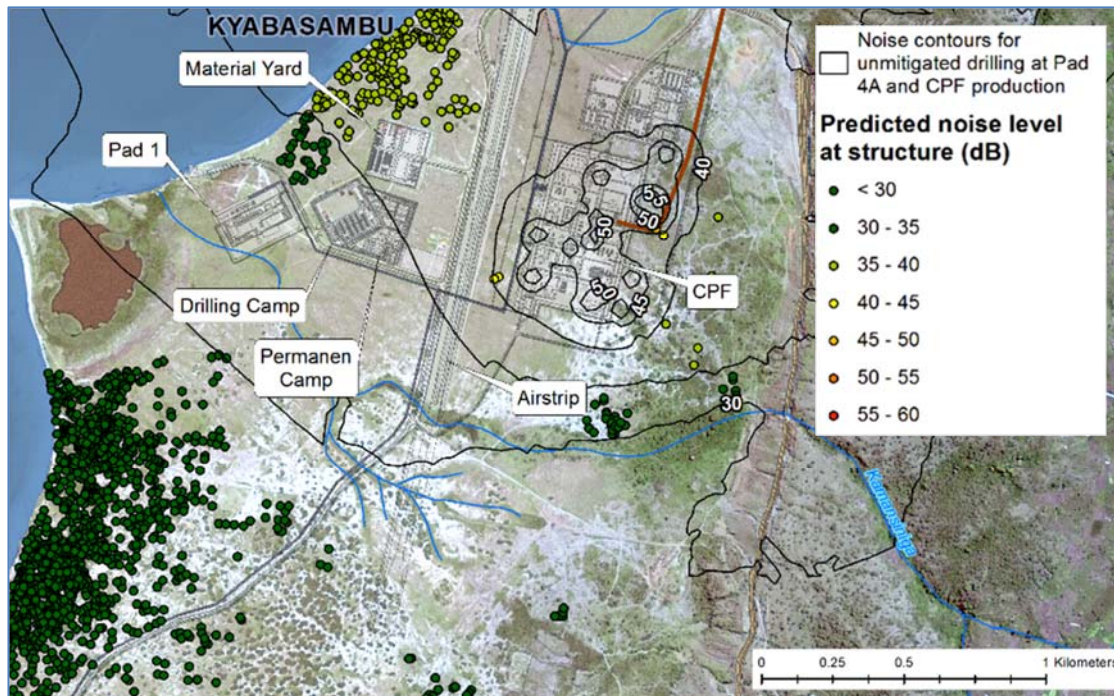 KYABASAMBU
Material Yard
Pad 1
Drilling Camp
Permanen
Camp
Airstrip
CPF
40
55
50
50
50
45
30
Kamansinig
Noise contours for
unmitigated drilling at Pad
4A and CPF production
Predicted noise level
at structure (dB)
< 30
30 - 35
35 - 40
40 - 45
45 - 50
50 - 55
55 - 60
0 0.25 0.5 1 Kilometers